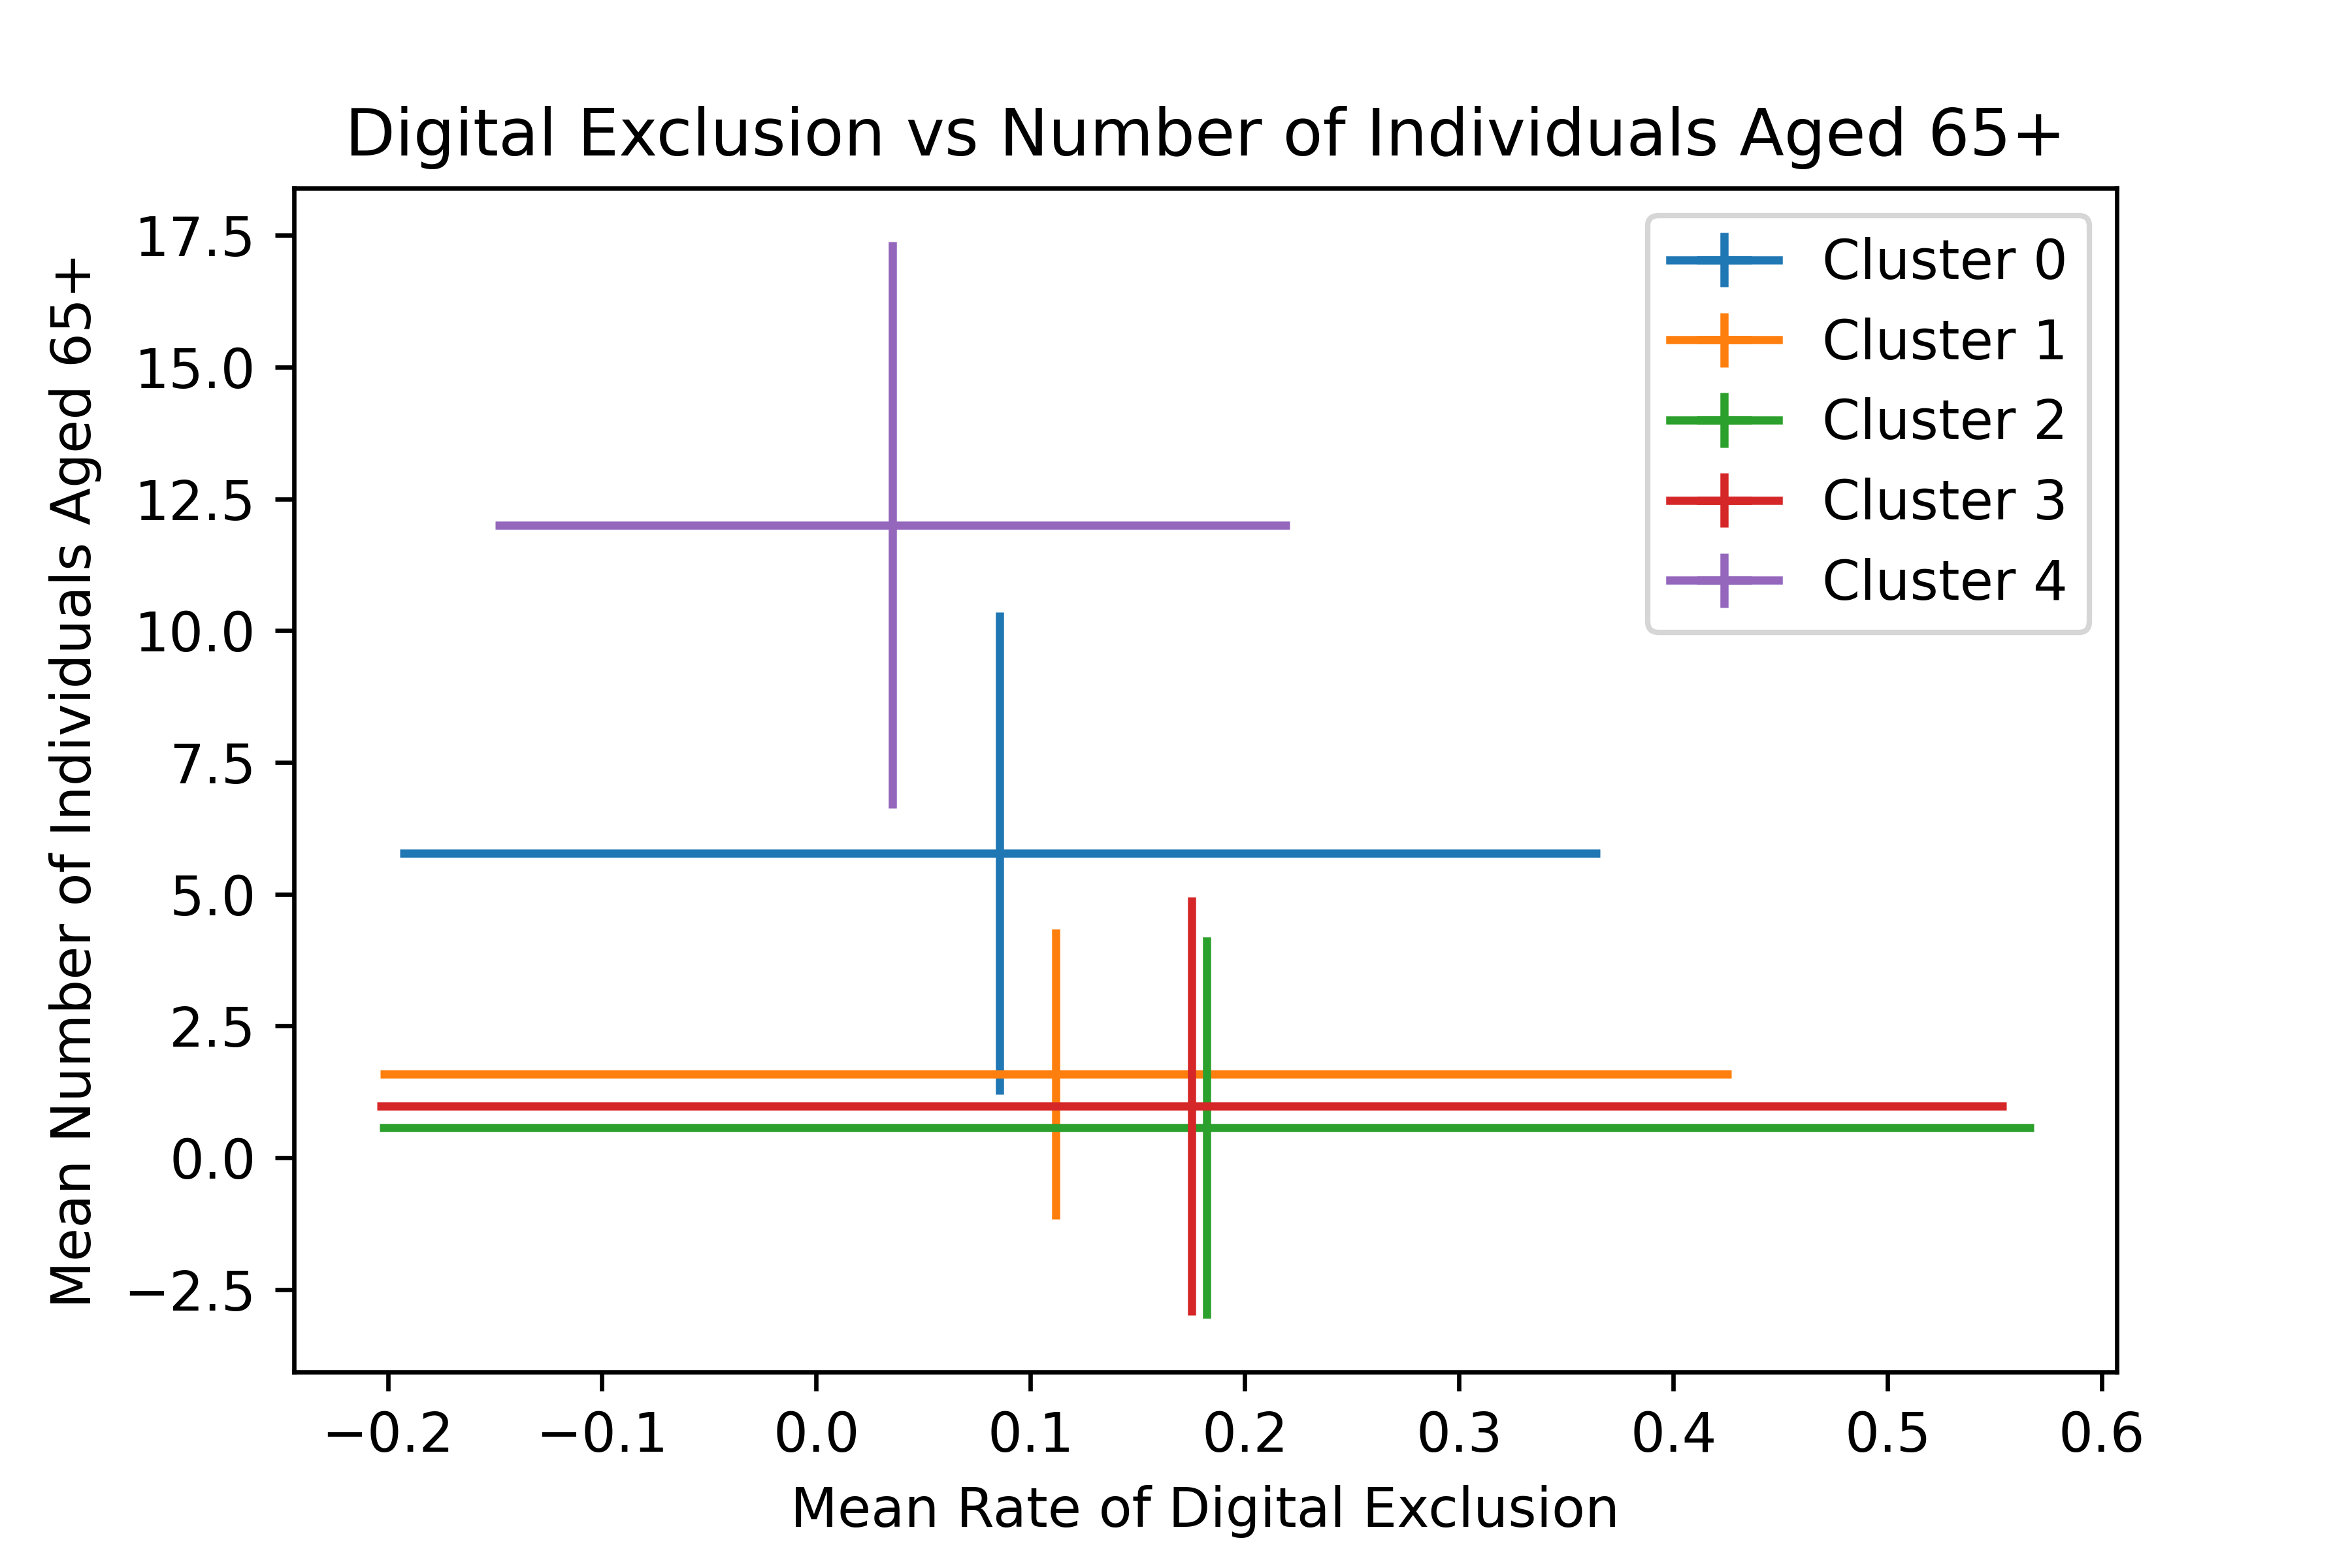 Digital Exclusion vs Number of Individuals Aged 65+
Mean Number of Individuals Aged 65+
17.5
15.0
12.5
10.0
7.5
5.0
2.5
0.0
−2.5
Cluster 0
Cluster 1
Cluster 2
Cluster 3
Cluster 4
−0.2 −0.1 0.0 0.1 0.2 0.3 0.4 0.5 0.6
Mean Rate of Digital Exclusion